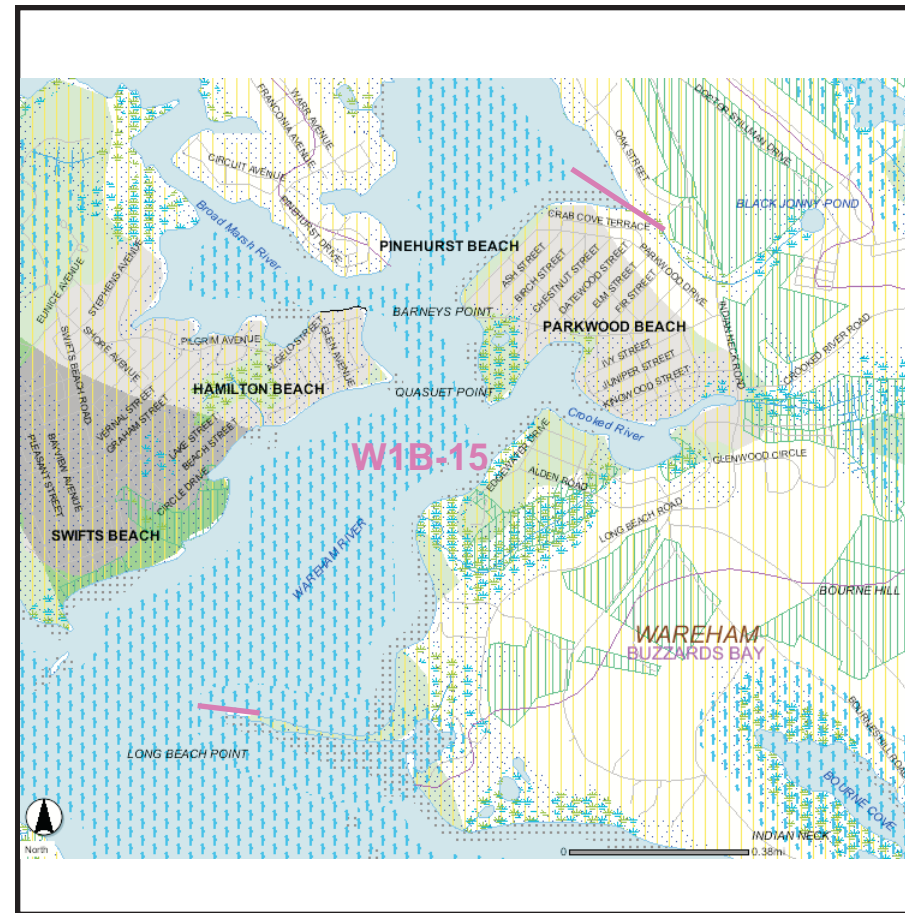 WARR AVENUE
FRANCONIA AVENUE
DOCTOR STILLMAN DRIVE
OAK STREET
CIRCUIT AVENUE
PINEHURST DRIVE
BLACK JONNY POND
Broad Marsh River
CRAB COVE TERRACE
PINEHURST BEACH
PARKWOOD DRIVE
ASH STREET
BIRCH STREET
CHESTNUT STREET
DATEWOOD STREET
ELM STREET
FIR STREET
EUNICE AVENUE
STEPHENS AVENUE
BARNEYS POINT
PARKWOOD BEACH
INDIAN NECK ROAD
CROOKED RIVER ROAD
SWIFTS BEACH ROAD
SHORE AVENUE
PILGRIM AVENUE
GLEN AVENUE
IVY STREET
JUNIPER STREET
KINGWOOD STREET
HAMILTON BEACH
QUASUET POINT
Crooked River
VERNAL STREET
GRAHAM STREET
LAKE STREET
BEACH STREET
CIRCLE DRIVE
BAYVIEW AVENUE
PLEASANT STREET
W1B-15
EDGEWATER DRIVE
ALDEN ROAD
GLENWOOD CIRCLE
LONG BEACH ROAD
SWIFTS BEACH
WAREHAM RIVER
BOURNE HILL
WAREHAM
BUZZARDS BAY
LONG BEACH POINT
BOURNE COVE
INDIAN NECK
North
0
0.38mi